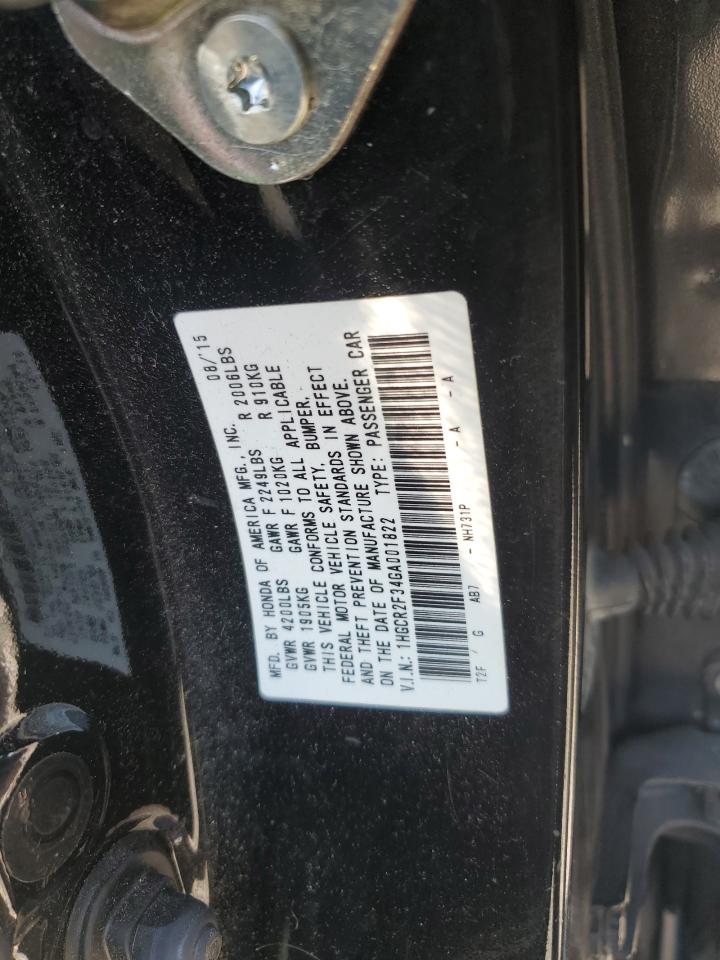 MFD. BY HONDA OF AMERICA MFG., INC. 08/'15
GVWR 4200LBS GAWR F 2249LBS R 2006LBS
GVWR 1905KG GAWR F 1020KG R 910KG
THIS VEHICLE CONFORMS TO ALL APPLICABLE
FEDERAL MOTOR VEHICLE SAFETY, BUMPER,
AND THEFT PREVENTION STANDARDS IN EFFECT
ON THE DATE OF MANUFACTURE SHOWN ABOVE.
V.I.N.: 1HGCR2F34GA001822 TYPE: PASSENGER CAR
T2F / G AB7 - NH731P - A - A